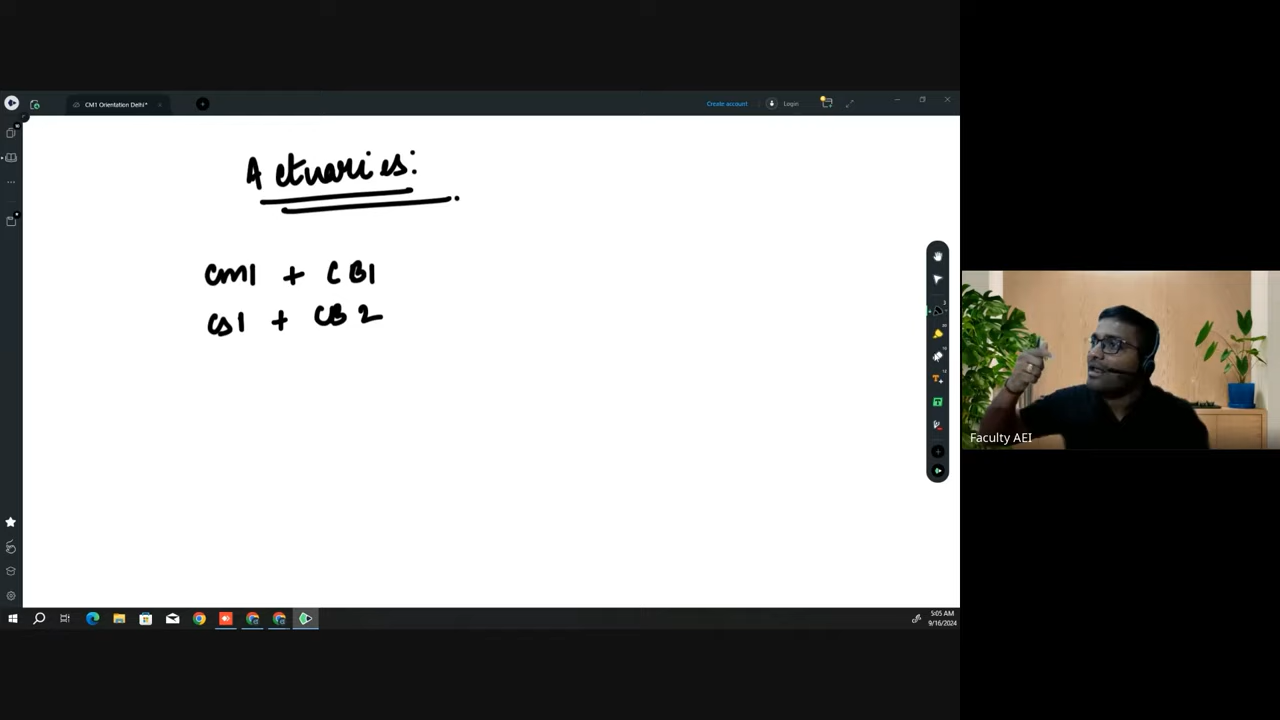 CM1 Orientation Delhi*
Create account
Login
Actuaries:
CM1 + CB1
CS1 + CB2
Faculty AEI
5:05 AM
9/16/2024